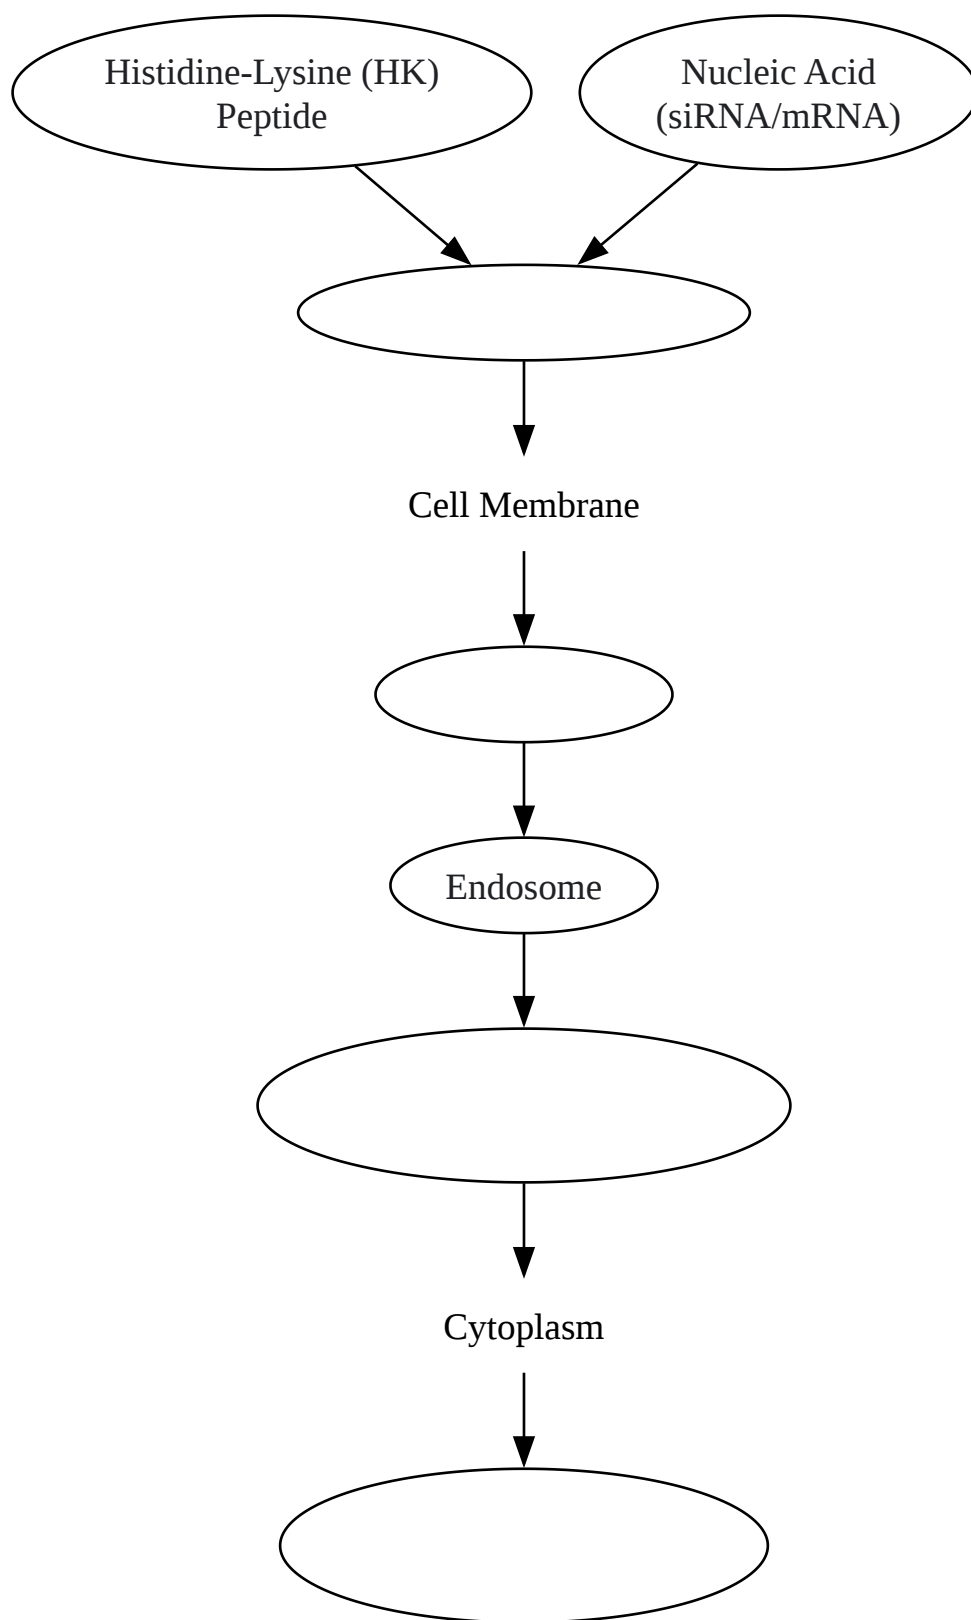 Histidine-Lysine (HK)
Peptide
Nucleic Acid
(siRNA/mRNA)
Cell Membrane
Endosome
Cytoplasm